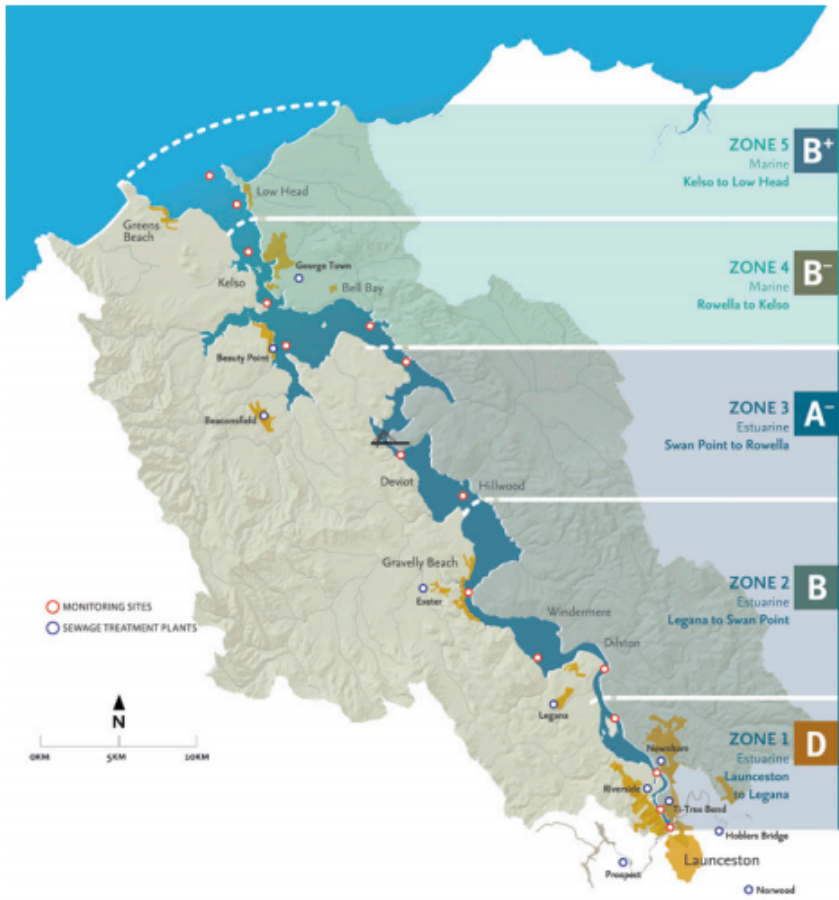 ZONE 5
B+
Marine
Kelso to Low Head
Low Head
Greens
Beach
George Town
ZONE 4
B-
Marine
Rowella to Kelso
Kelso
Bell Bay
Beauty Point
Beaconsfield
ZONE 3
A-
Estuarine
Swan Point to Rowella
Deviot
Hillwood
Gravelly Beach
ZONE 2
B
Estuarine
Legana to Swan Point
Exeter
MONITORING SITES
SEWAGE TREATMENT PLANTS
Windermere
Dilston
N
0KM
5KM
10KM
Legana
ZONE 1
D
Estuarine
Launceston
to Legana
Newnham
Riverside
Ti-Tree Bend
Hoblers Bridge
Launceston
Prospect
Norwood